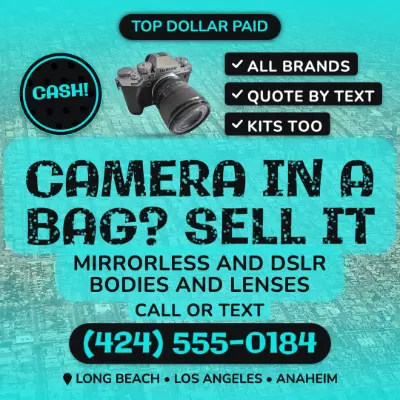 TOP DOLLAR PAID
CASH!
✓ ALL BRANDS
✓ QUOTE BY TEXT
✓ KITS TOO
CAMERA IN A
BAG? SELL IT
MIRRORLESS AND DSLR
BODIES AND LENSES
CALL OR TEXT
(424) 555-0184
LONG BEACH • LOS ANGELES • ANAHEIM